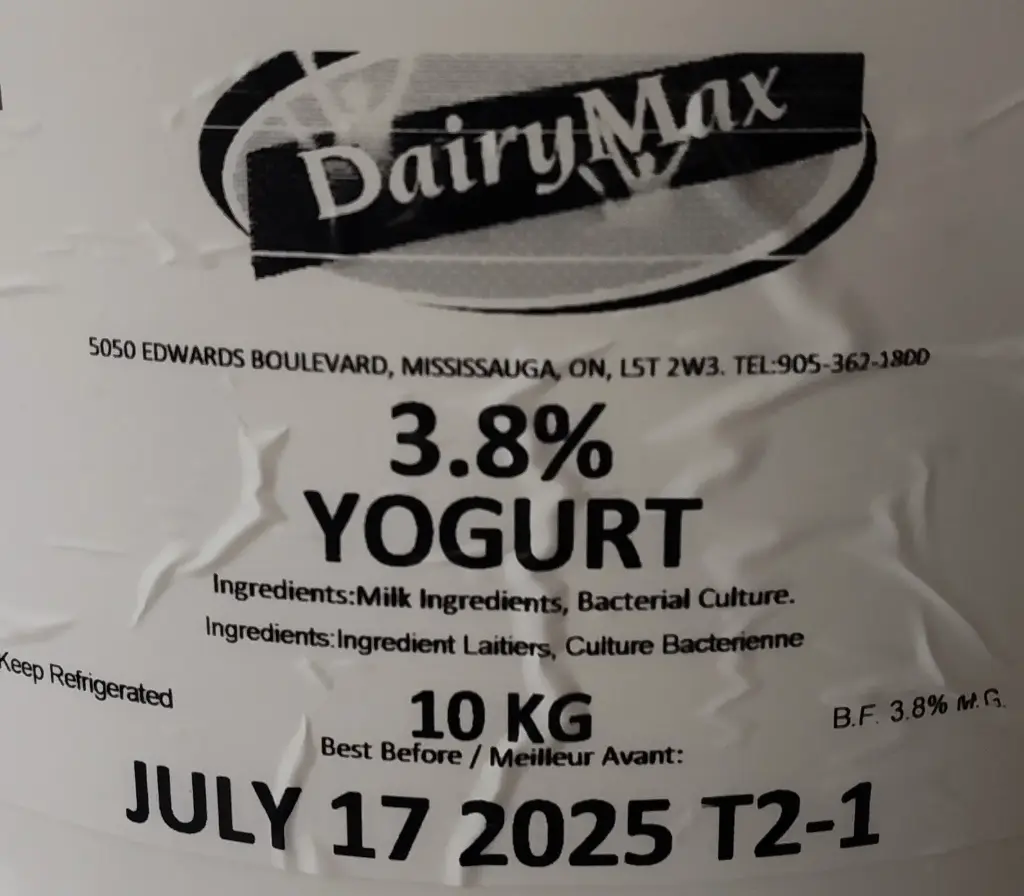 DairyMax
5050 EDWARDS BOULEVARD, MISSISSAUGA, ON, L5T 2W3. TEL:905-362-1800
3.8%
YOGURT
Ingredients:Milk Ingredients, Bacterial Culture.
Ingredients:Ingredient Laitiers, Culture Bacterienne
Keep Refrigerated
10 KG
B.F. 3.8% M.G.
Best Before / Meilleur Avant:
JULY 17 2025 T2-1